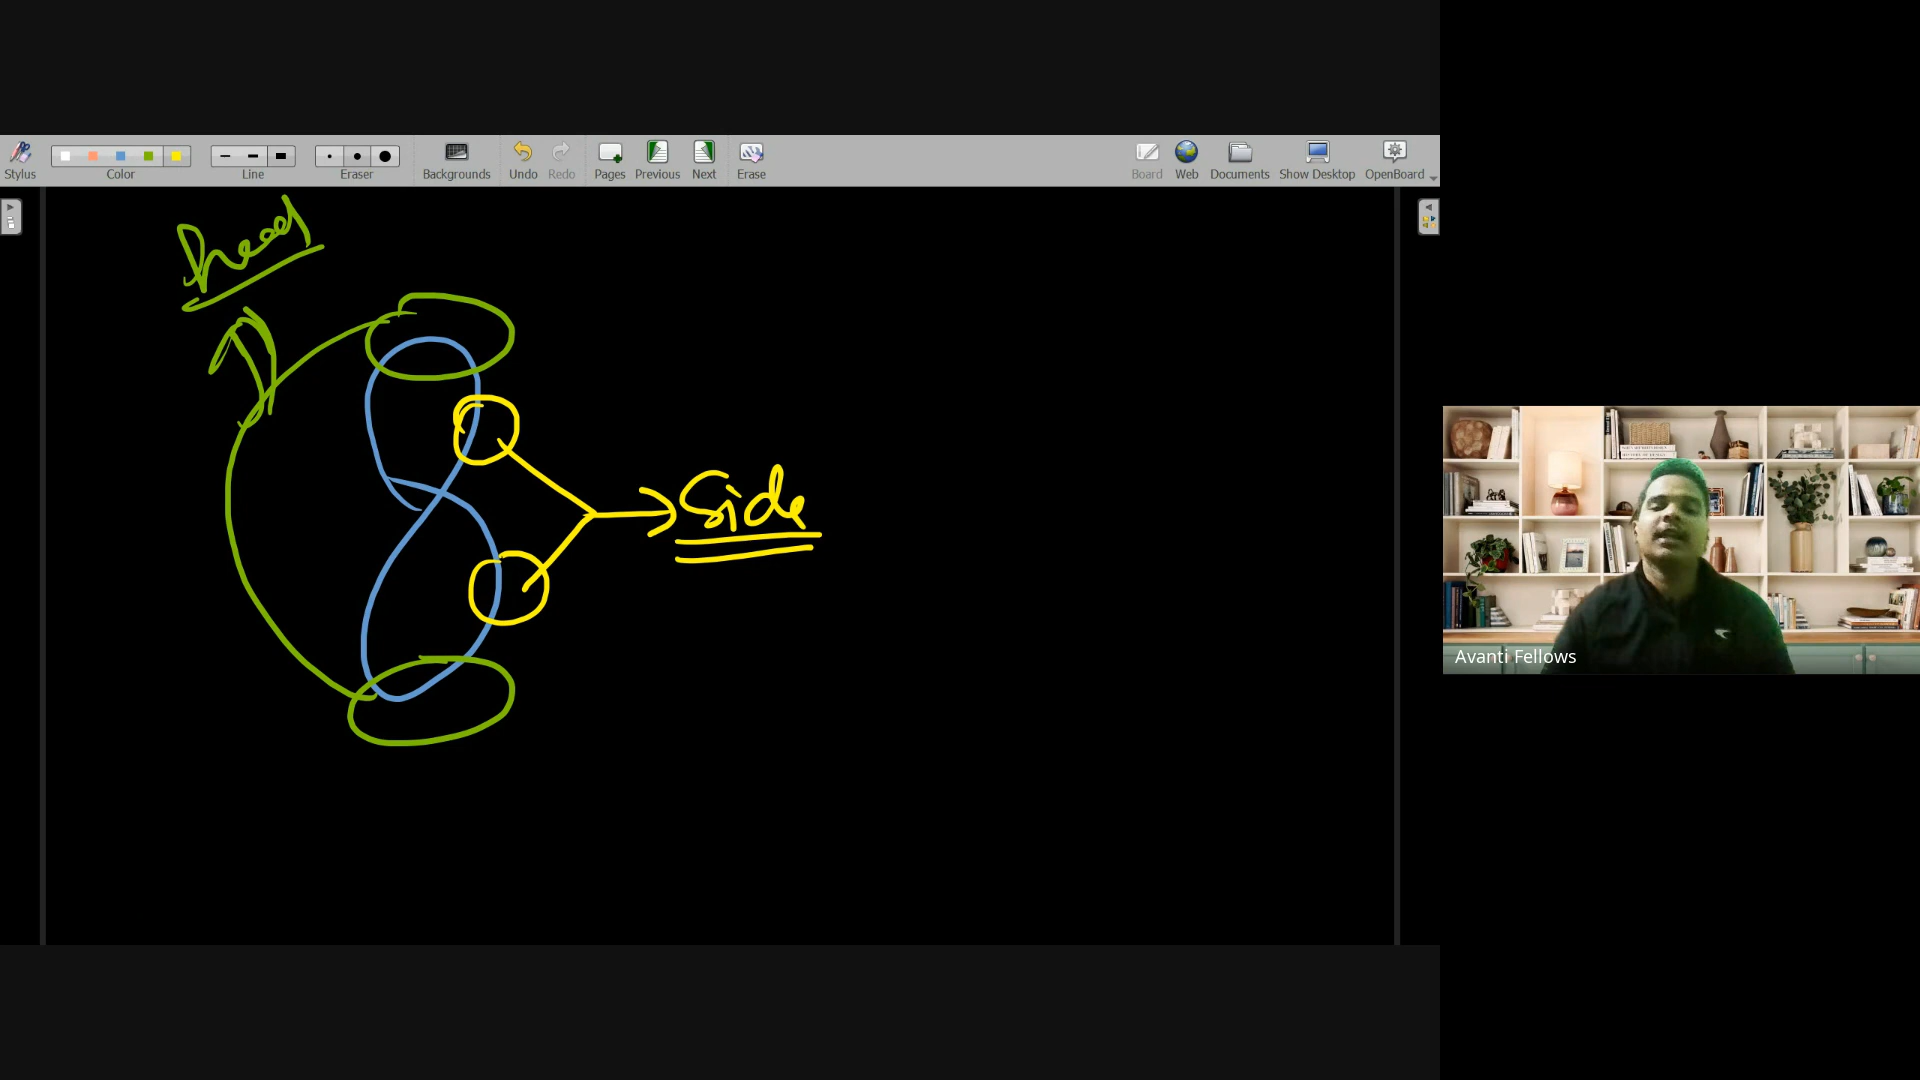 Stylus
Color
Line
Eraser
Backgrounds
Undo
Redo
Pages
Previous
Next
Erase
Board
Web
Documents
Show Desktop
OpenBoard
head
Side
Avanti Fellows